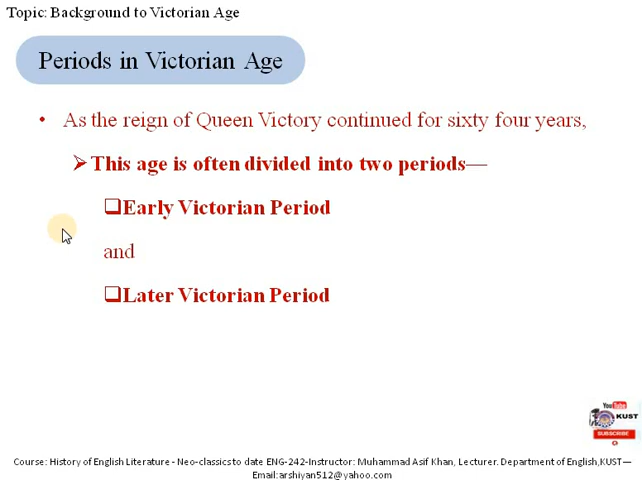 Topic: Background to Victorian Age
Periods in Victorian Age
• As the reign of Queen Victory continued for sixty four years,
➢This age is often divided into two periods—
❑Early Victorian Period
and
❑Later Victorian Period
YouTube
KUST
SUBSCRIBE
Course: History of English Literature - Neo-classics to date ENG-242-Instructor: Muhammad Asif Khan, Lecturer. Department of English,KUST—
Email:arshiyan512@yahoo.com